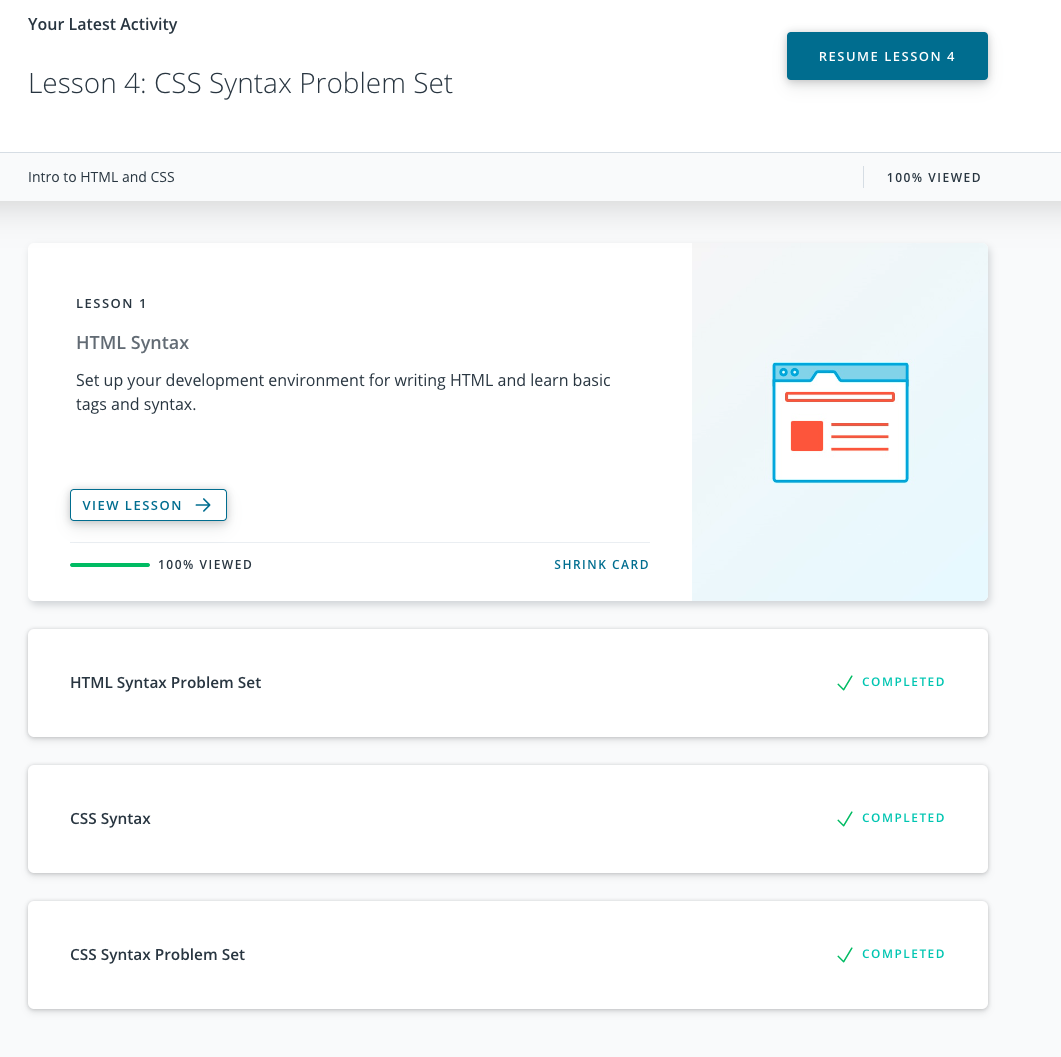 Your Latest Activity
RESUME LESSON 4
Lesson 4: CSS Syntax Problem Set
Intro to HTML and CSS
100% VIEWED
LESSON 1
HTML Syntax
Set up your development environment for writing HTML and learn basic
tags and syntax.
VIEW LESSON
100% VIEWED
SHRINK CARD
HTML Syntax Problem Set
COMPLETED
CSS Syntax
COMPLETED
CSS Syntax Problem Set
COMPLETED